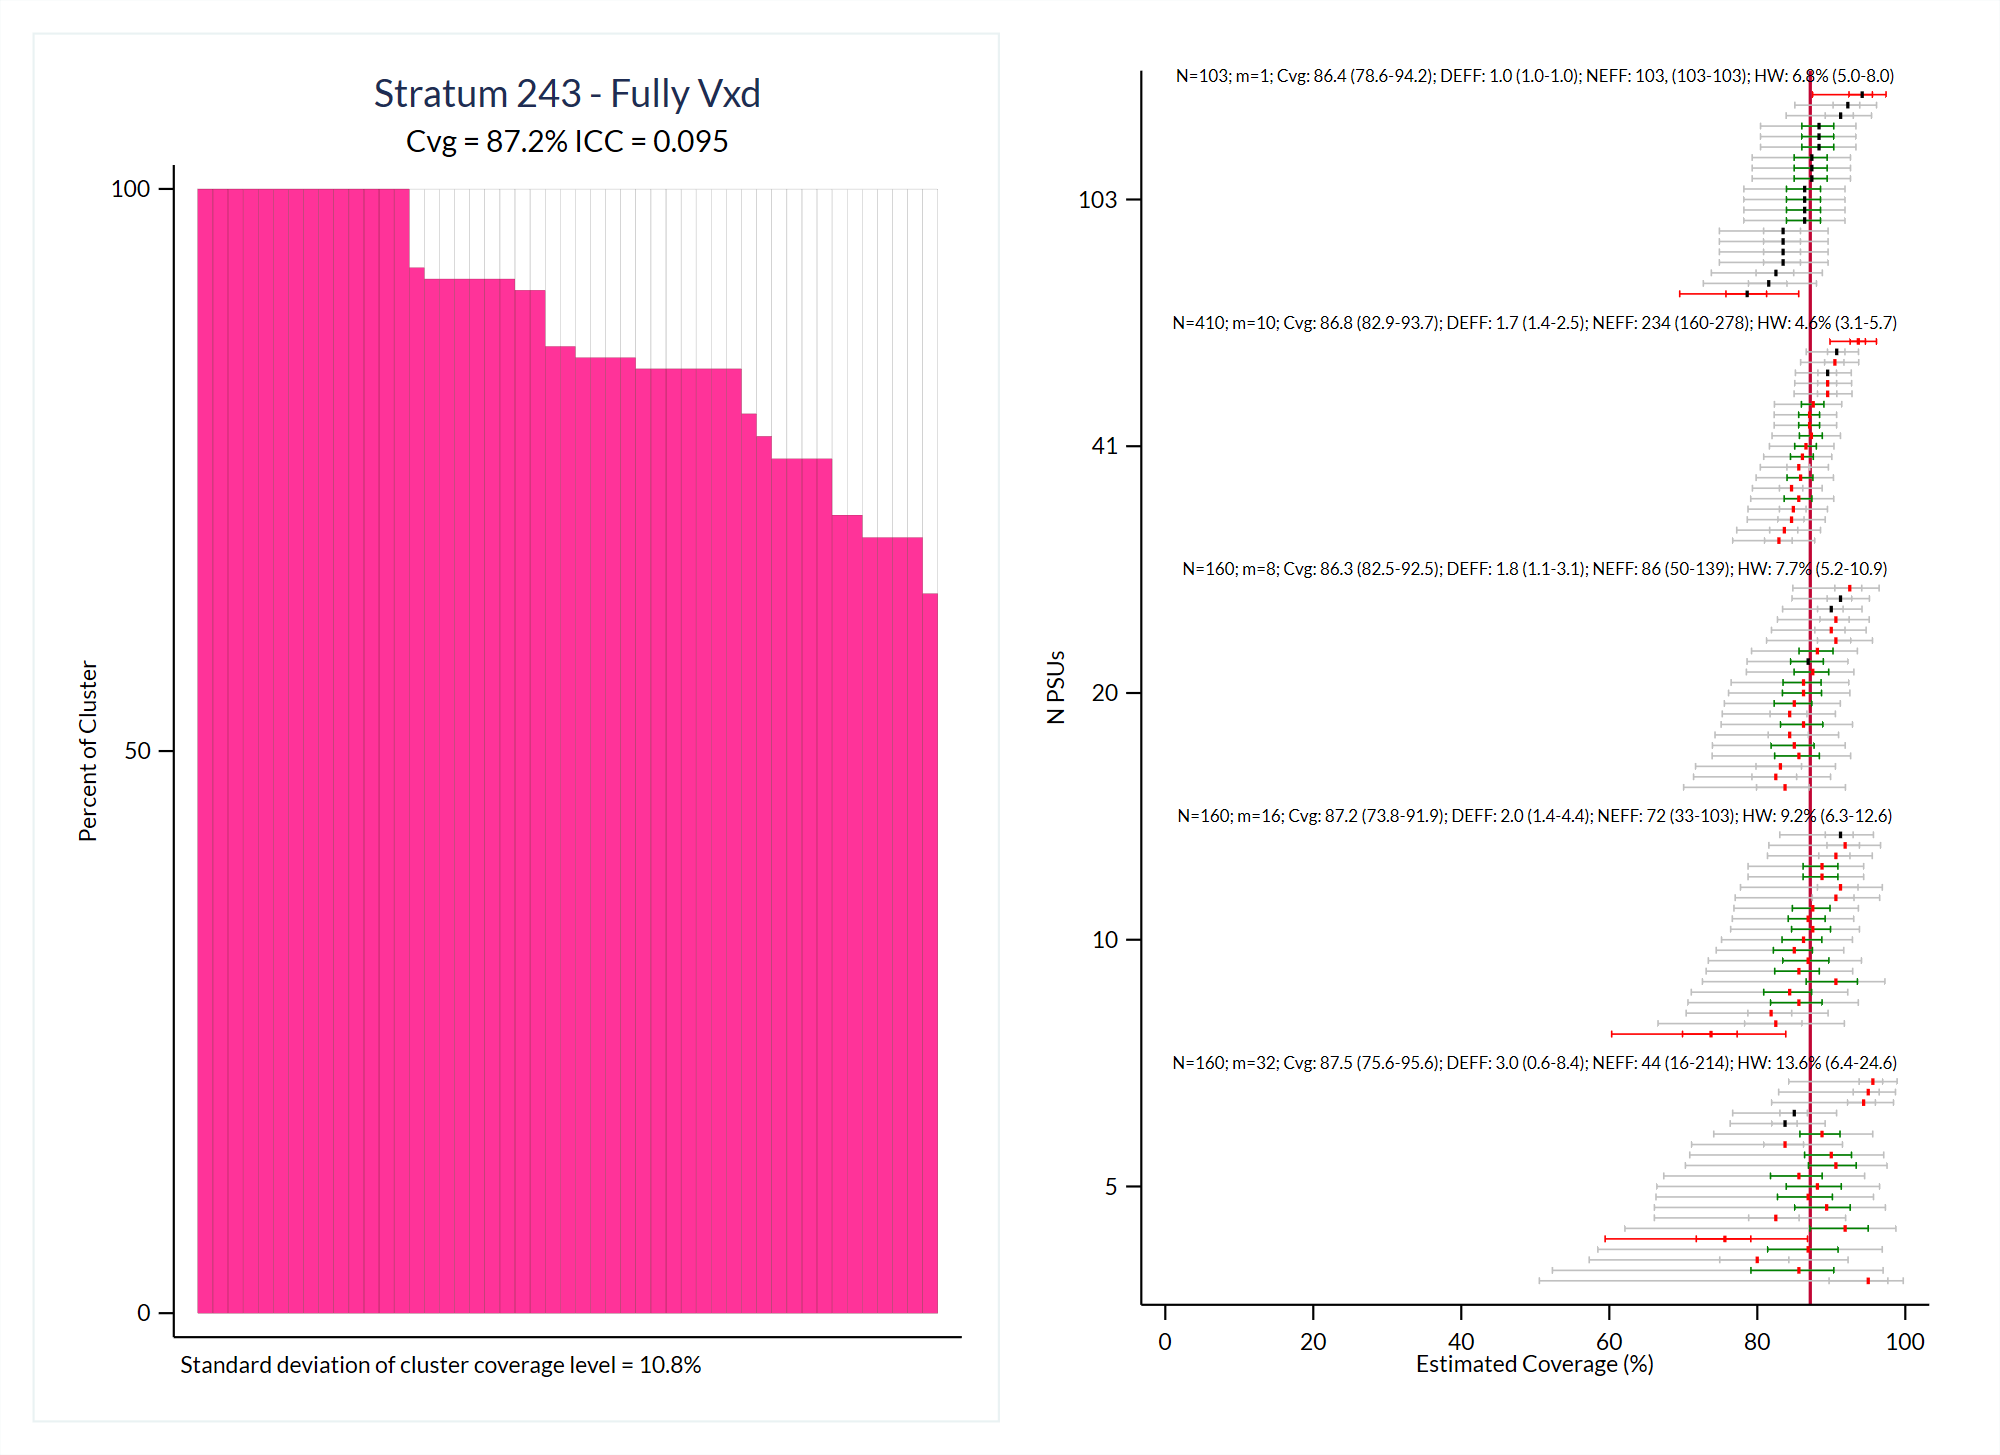 Stratum 243 - Fully Vxd
Cvg = 87.2% ICC = 0.095
100
50
0
Percent of Cluster
Standard deviation of cluster coverage level = 10.8%
N=103; m=1; Cvg: 86.4 (78.6-94.2); DEFF: 1.0 (1.0-1.0); NEFF: 103, (103-103); HW: 6.8% (5.0-8.0)
103
N=410; m=10; Cvg: 86.8 (82.9-93.7); DEFF: 1.7 (1.4-2.5); NEFF: 234 (160-278); HW: 4.6% (3.1-5.7)
41
N=160; m=8; Cvg: 86.3 (82.5-92.5); DEFF: 1.8 (1.1-3.1); NEFF: 86 (50-139); HW: 7.7% (5.2-10.9)
N PSUs
20
N=160; m=16; Cvg: 87.2 (73.8-91.9); DEFF: 2.0 (1.4-4.4); NEFF: 72 (33-103); HW: 9.2% (6.3-12.6)
10
N=160; m=32; Cvg: 87.5 (75.6-95.6); DEFF: 3.0 (0.6-8.4); NEFF: 44 (16-214); HW: 13.6% (6.4-24.6)
5
0 20 40 60 80 100
Estimated Coverage (%)